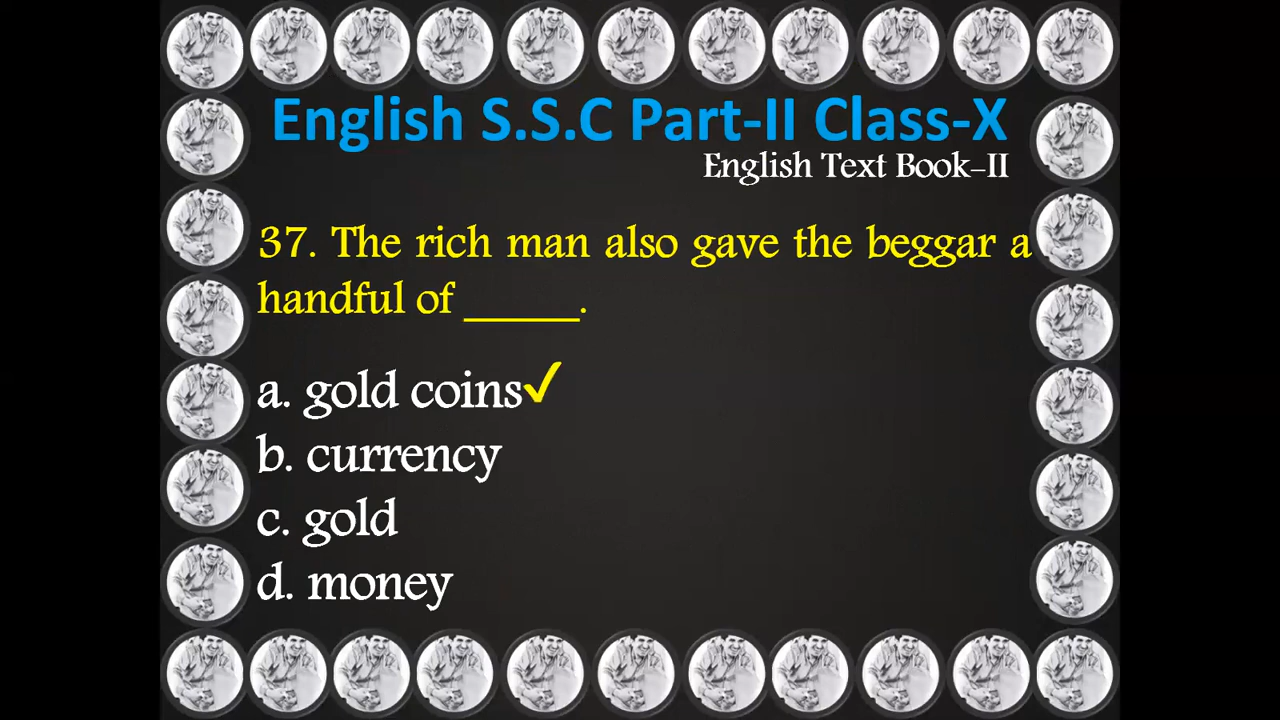 English S.S.C Part-II Class-X
English Text Book-II
37. The rich man also gave the beggar a
handful of _____.
a. gold coins✓
b. currency
c. gold
d. money